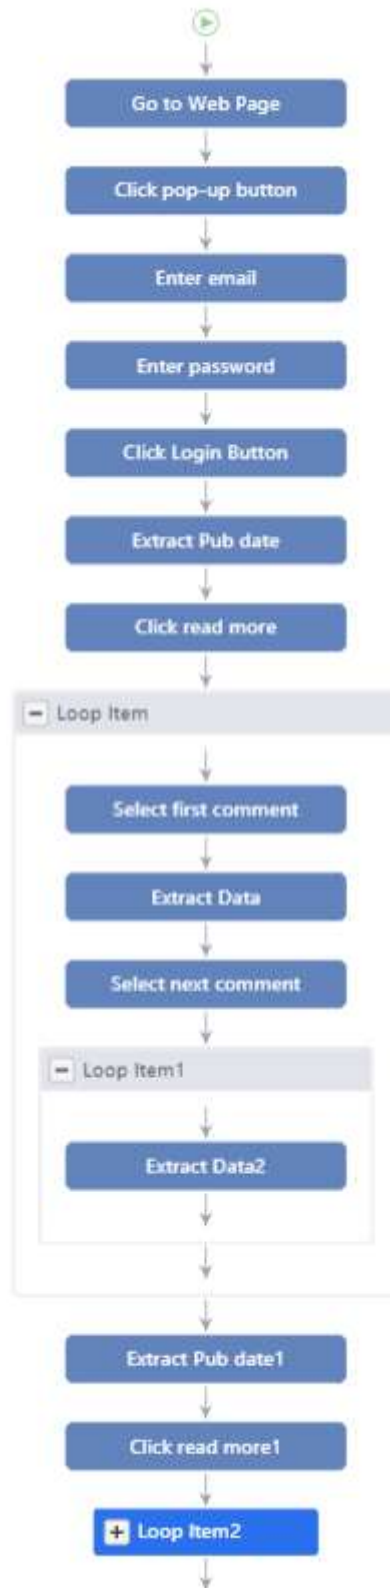 Go to Web Page
Click pop-up button
Enter email
Enter password
Click Login Button
Extract Pub date
Click read more
Loop Item
Select first comment
Extract Data
Select next comment
Loop Item1
Extract Data2
Extract Pub date1
Click read more1
Loop Item2